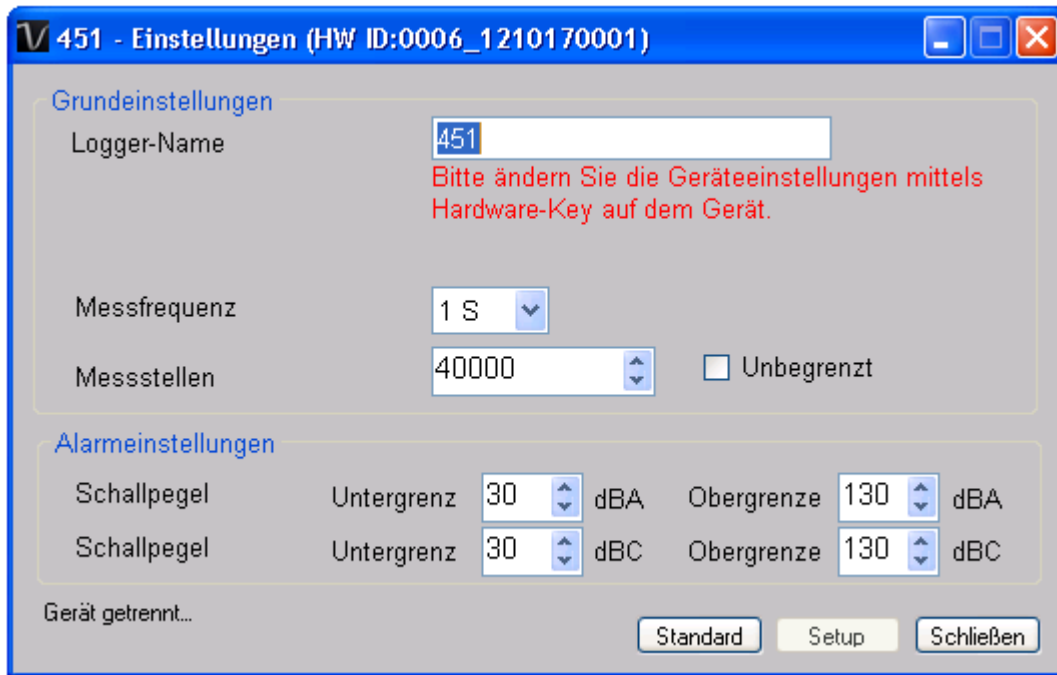 451 - Einstellungen (HW ID:0006_1210170001)
Grundeinstellungen
Logger-Name 451
Bitte ändern Sie die Geräteeinstellungen mittels
Hardware-Key auf dem Gerät.
Messfrequenz 1 S
Messstellen 40000 Unbegrenzt
Alarmeinstellungen
Schallpegel Untergrenz 30 dBA Obergrenze 130 dBA
Schallpegel Untergrenz 30 dBC Obergrenze 130 dBC
Gerät getrennt...
Standard Setup Schließen